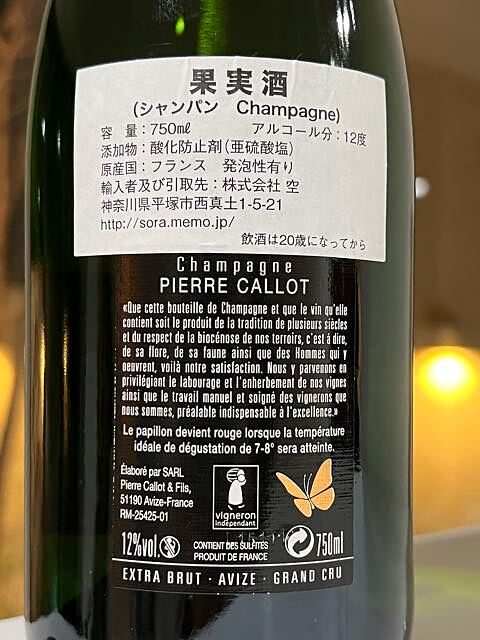 果実酒
(シャンパン Champagne)
容 量：750㎖ アルコール分：12度
添加物：酸化防止剤(亜硫酸塩)
原産国：フランス 発泡性有り
輸入者及び引取先：株式会社 空
神奈川県平塚市西真土1-5-21
http://sora.memo.jp/
飲酒は20歳になってから
Champagne
PIERRE CALLOT
«Que cette bouteille de Champagne et que le vin qu'elle
contient soit le produit de la tradition de plusieurs siècles
et du respect de la biocénose de nos terroirs, c'est à dire,
de sa flore, de sa faune ainsi que des Hommes qui y
oeuvrent, voilà notre satisfaction. Nous y parvenons en
privilégiant le labourage et l'enherbement de nos vignes
ainsi que le travail manuel et soigné des vignerons que
nous sommes, préalable indispensable à l'excellence.»
Le papillon devient rouge lorsque la température
idéale de dégustation de 7-8° sera atteinte.
Élaboré par SARL
Pierre Callot & Fils,
51190 Avize-France
RM-25425-01
vigneron
indépendant
12%vol
CONTIENT DES SULFITES
PRODUIT DE FRANCE
750ml
EXTRA BRUT · AVIZE · GRAND CRU